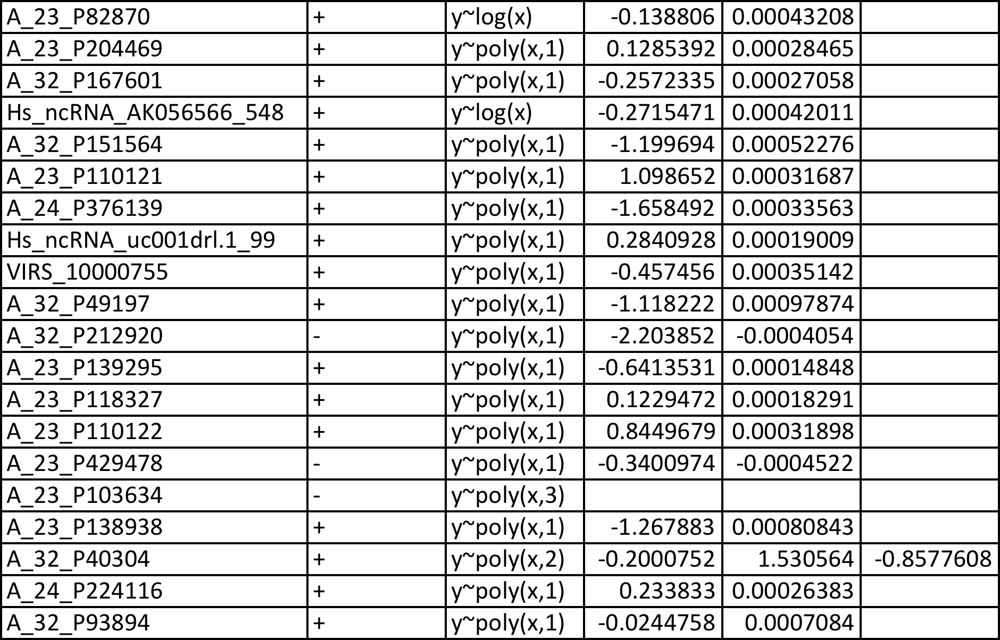 A_23_P82870 + y~log(x) -0.138806 0.00043208
A_23_P204469 + y~poly(x,1) 0.1285392 0.00028465
A_32_P167601 + y~poly(x,1) -0.2572335 0.00027058
Hs_ncRNA_AK056566_548 + y~log(x) -0.2715471 0.00042011
A_32_P151564 + y~poly(x,1) -1.199694 0.00052276
A_23_P110121 + y~poly(x,1) 1.098652 0.00031687
A_24_P376139 + y~poly(x,1) -1.658492 0.00033563
Hs_ncRNA_uc001drl.1_99 + y~poly(x,1) 0.2840928 0.00019009
VIRS_10000755 + y~poly(x,1) -0.457456 0.00035142
A_32_P49197 + y~poly(x,1) -1.118222 0.00097874
A_32_P212920 - y~poly(x,1) -2.203852 -0.0004054
A_23_P139295 + y~poly(x,1) -0.6413531 0.00014848
A_23_P118327 + y~poly(x,1) 0.1229472 0.00018291
A_23_P110122 + y~poly(x,1) 0.8449679 0.00031898
A_23_P429478 - y~poly(x,1) -0.3400974 -0.0004522
A_23_P103634 - y~poly(x,3)
A_23_P138938 + y~poly(x,1) -1.267883 0.00080843
A_32_P40304 + y~poly(x,2) -0.2000752 1.530564 -0.8577608
A_24_P224116 + y~poly(x,1) 0.233833 0.00026383
A_32_P93894 + y~poly(x,1) -0.0244758 0.0007084